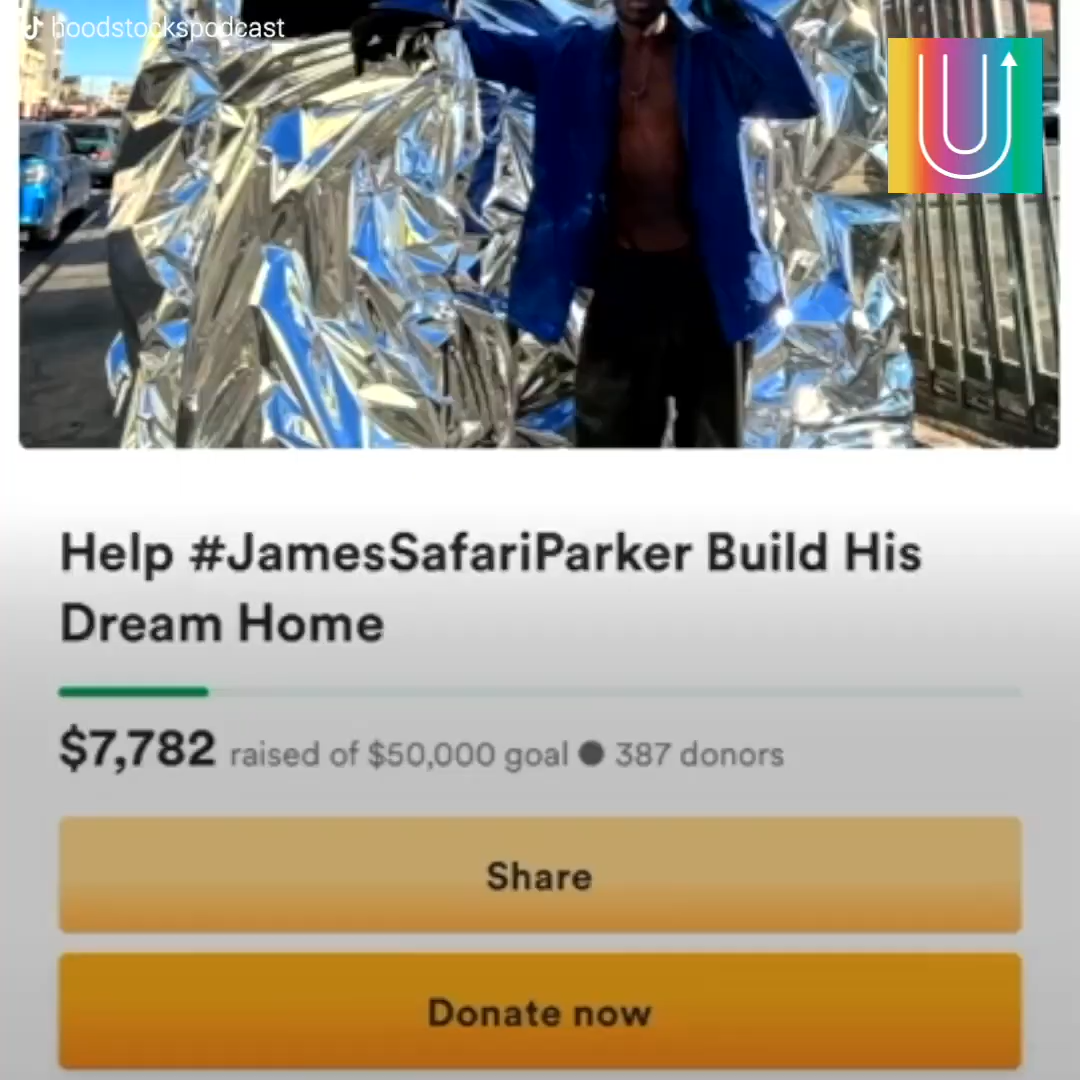 hoodstockspodcast
U
Help #JamesSafariParker Build His
Dream Home
$7,782 raised of $50,000 goal ● 387 donors
Share
Donate now